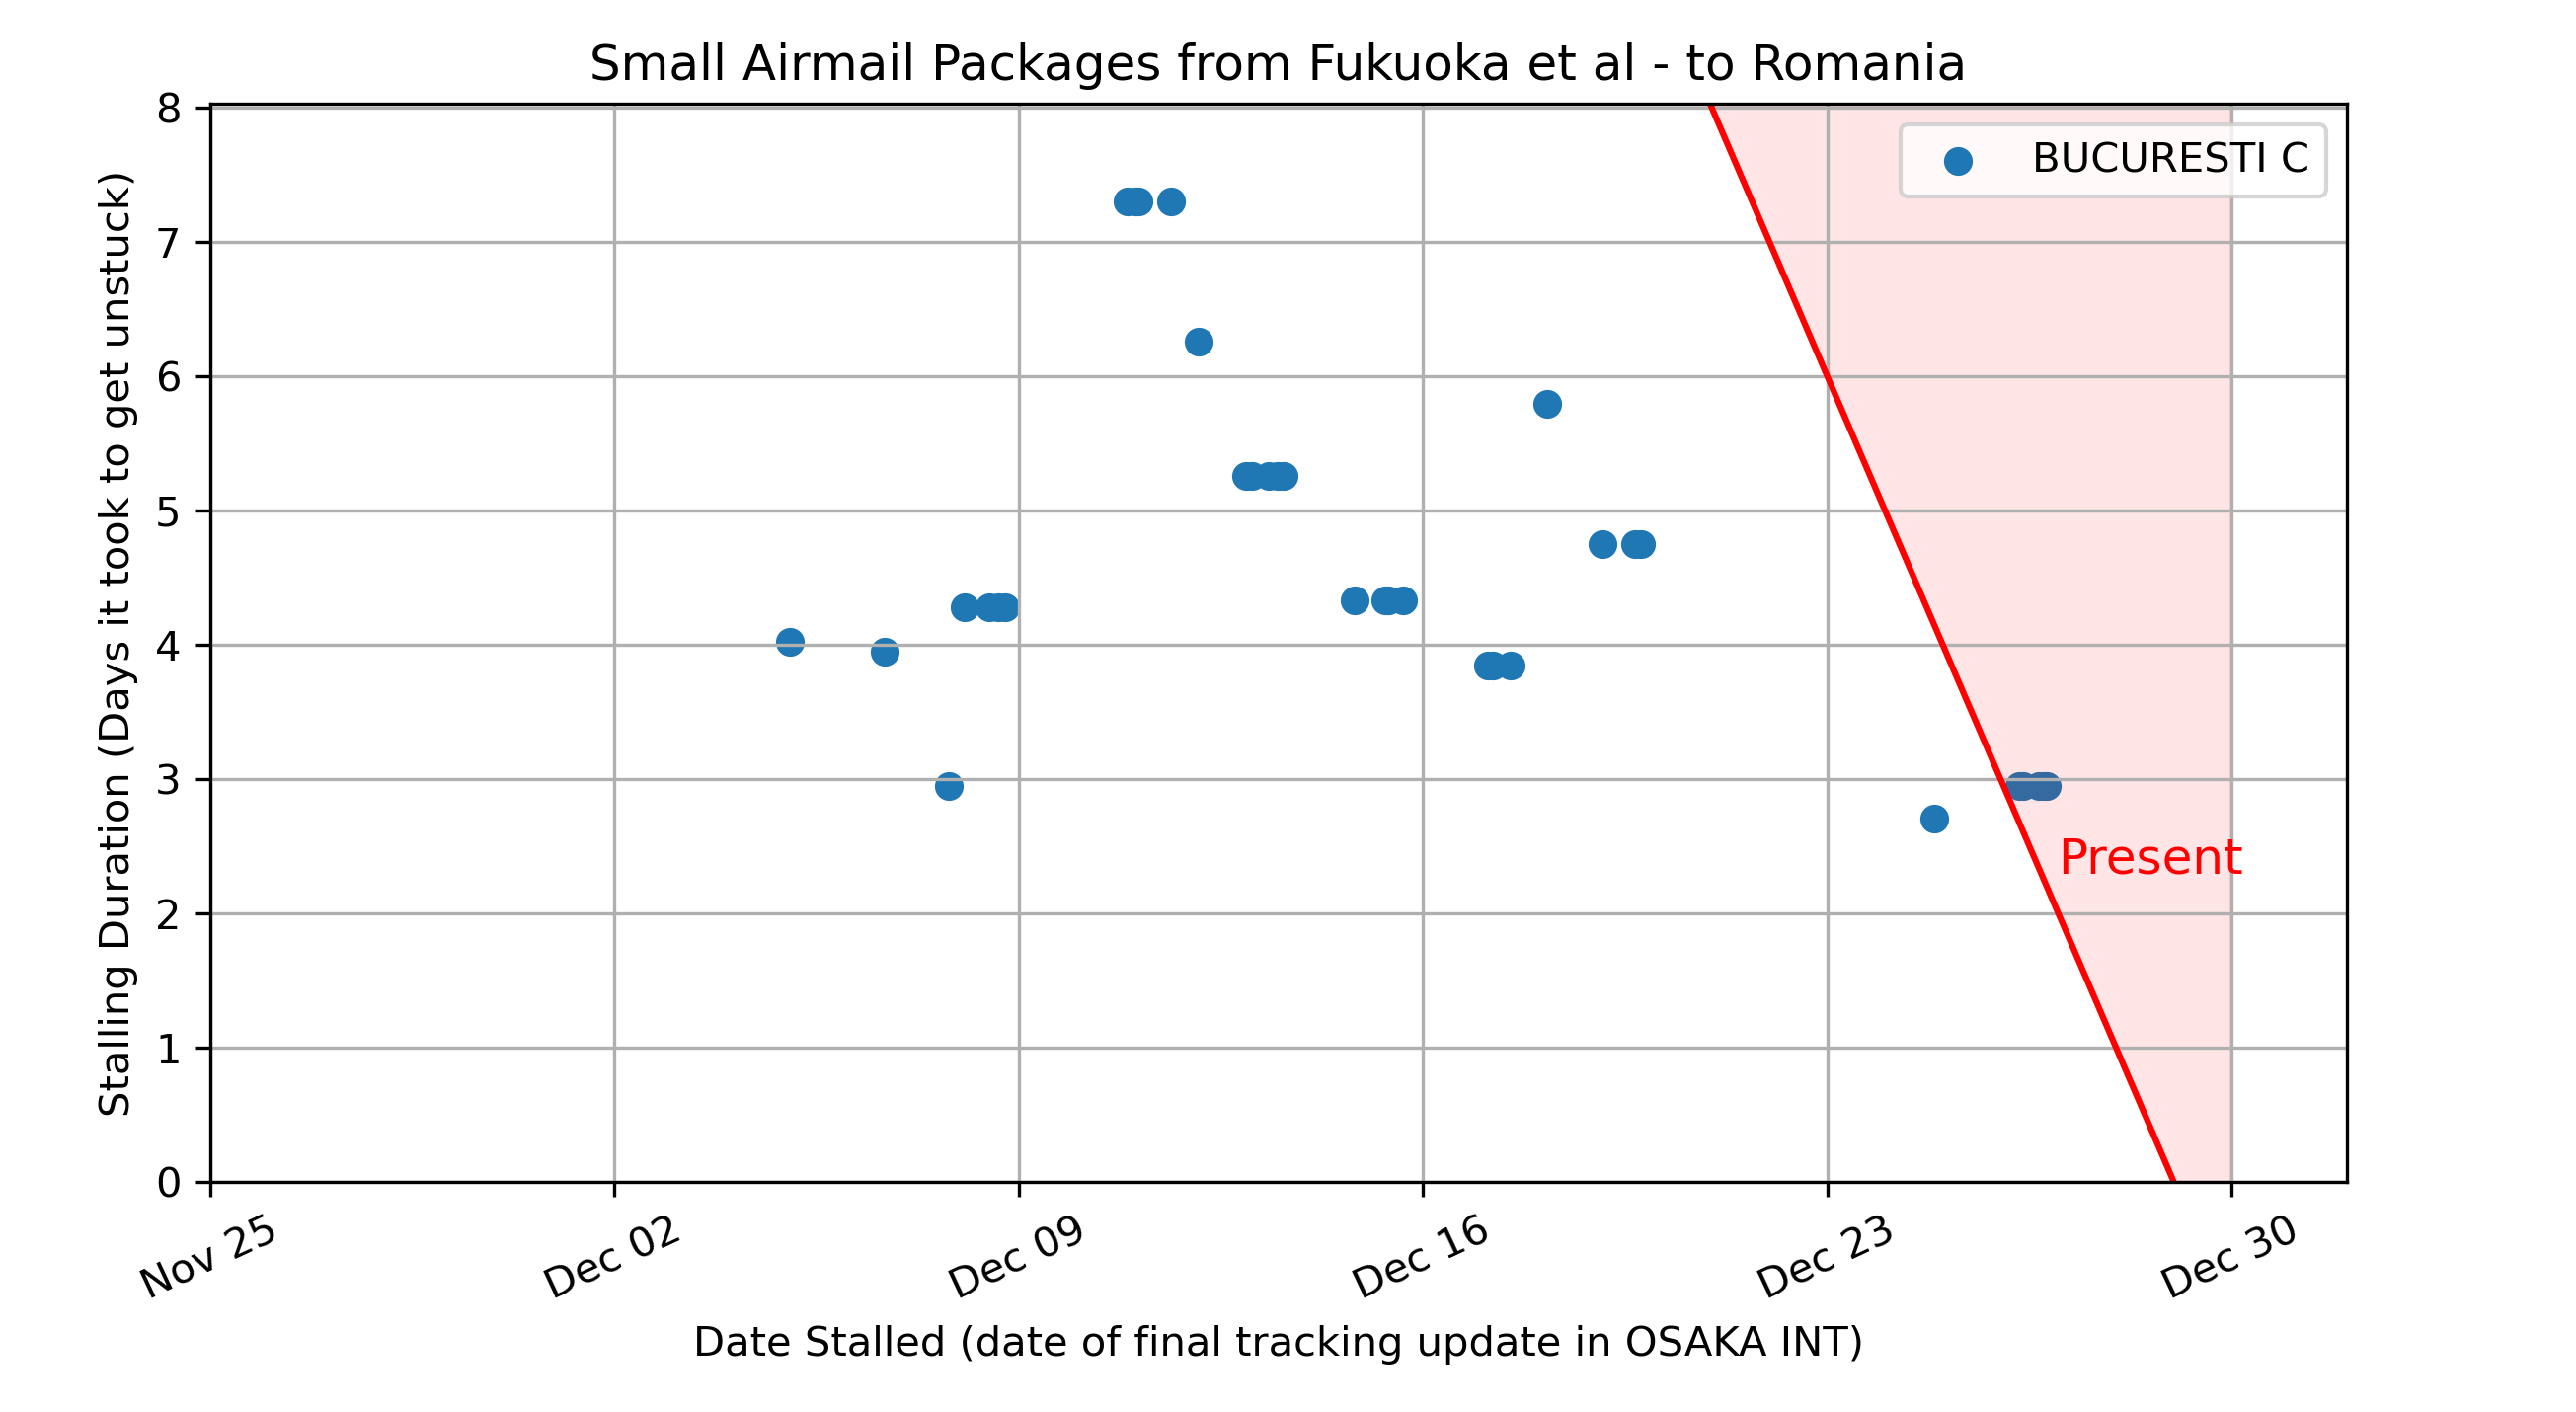 Small Airmail Packages from Fukuoka et al - to Romania
Stalling Duration (Days it took to get unstuck)
8
7
6
5
4
3
2
1
0
BUCURESTI C
Present
Nov 25
Dec 02
Dec 09
Dec 16
Dec 23
Dec 30
Date Stalled (date of final tracking update in OSAKA INT)